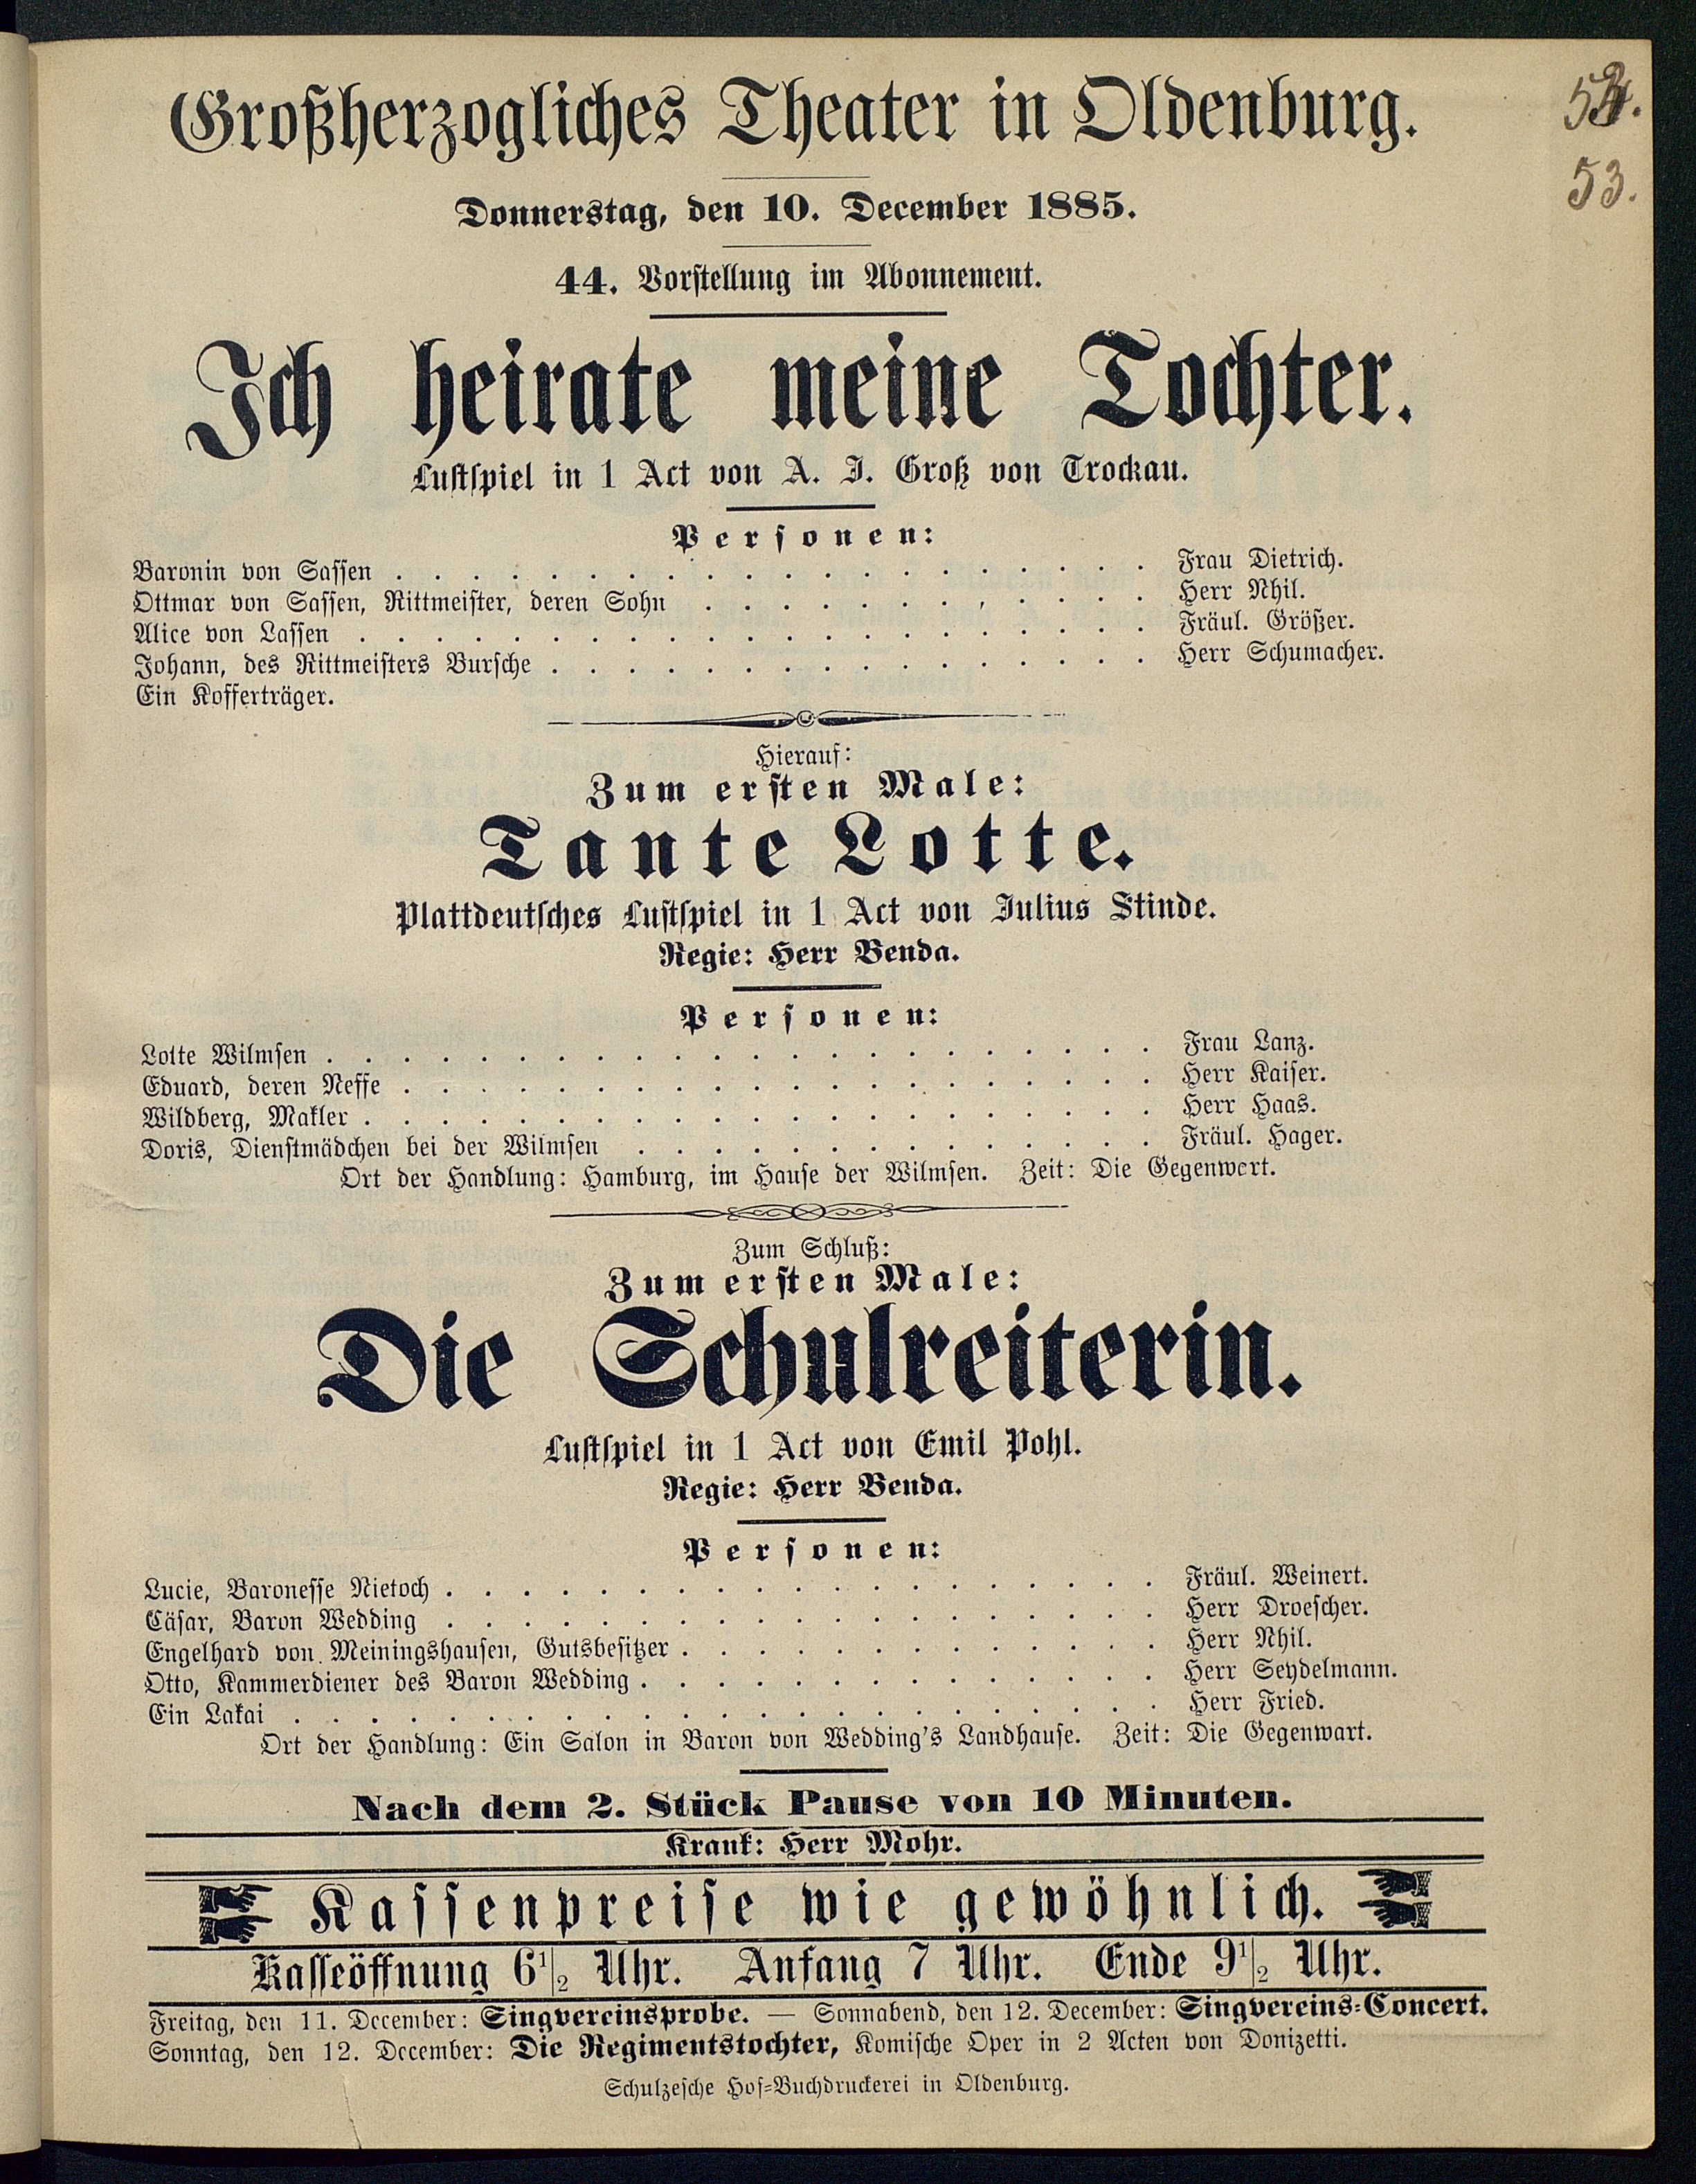 Großherzogliches Theater in Oldenburg.
53.
Donnerstag, den 10. December 1885.
44. Vorstellung im Abonnement.
Ich heirate meine Tochter.
Lustspiel in 1 Act von A. J. Groß von Trockau.
Personen:
Baronin von Sassen . . . . . Frau Dietrich.
Ottmar von Sassen, Rittmeister, deren Sohn . . . . . Herr Nhil.
Alice von Lassen . . . . . Fräul. Größer.
Johann, des Rittmeisters Bursche . . . . . Herr Schumacher.
Ein Kofferträger.
Hierauf:
Zum ersten Male:
Tante Lotte.
Plattdeutsches Lustspiel in 1 Act von Julius Stinde.
Regie: Herr Benda.
Personen:
Lotte Wilmsen . . . . . Frau Lanz.
Eduard, deren Neffe . . . . . Herr Kaiser.
Wildberg, Makler . . . . . Herr Haas.
Doris, Dienstmädchen bei der Wilmsen . . . . . Fräul. Hager.
Ort der Handlung: Hamburg, im Hause der Wilmsen. Zeit: Die Gegenwart.
Zum Schluß:
Zum ersten Male:
Die Schulreiterin.
Lustspiel in 1 Act von Emil Pohl.
Regie: Herr Benda.
Personen:
Lucie, Baronesse Nietoch . . . . . Fräul. Weinert.
Cäsar, Baron Wedding . . . . . Herr Droescher.
Engelhard von Meiningshausen, Gutsbesitzer . . . . . Herr Nhil.
Otto, Kammerdiener des Baron Wedding . . . . . Herr Seydelmann.
Ein Lakai . . . . . Herr Fried.
Ort der Handlung: Ein Salon in Baron von Wedding's Landhause. Zeit: Die Gegenwart.
Nach dem 2. Stück Pause von 10 Minuten.
Krank: Herr Mohr.
Kassenpreise wie gewöhnlich.
Kasseöffnung 6 1/2 Uhr. Anfang 7 Uhr. Ende 9 1/2 Uhr.
Freitag, den 11. December: Singvereinsprobe. — Sonnabend, den 12. December: Singvereins-Concert.
Sonntag, den 12. December: Die Regimentstochter, Komische Oper in 2 Acten von Donizetti.
Schulzesche Hof-Buchdruckerei in Oldenburg.